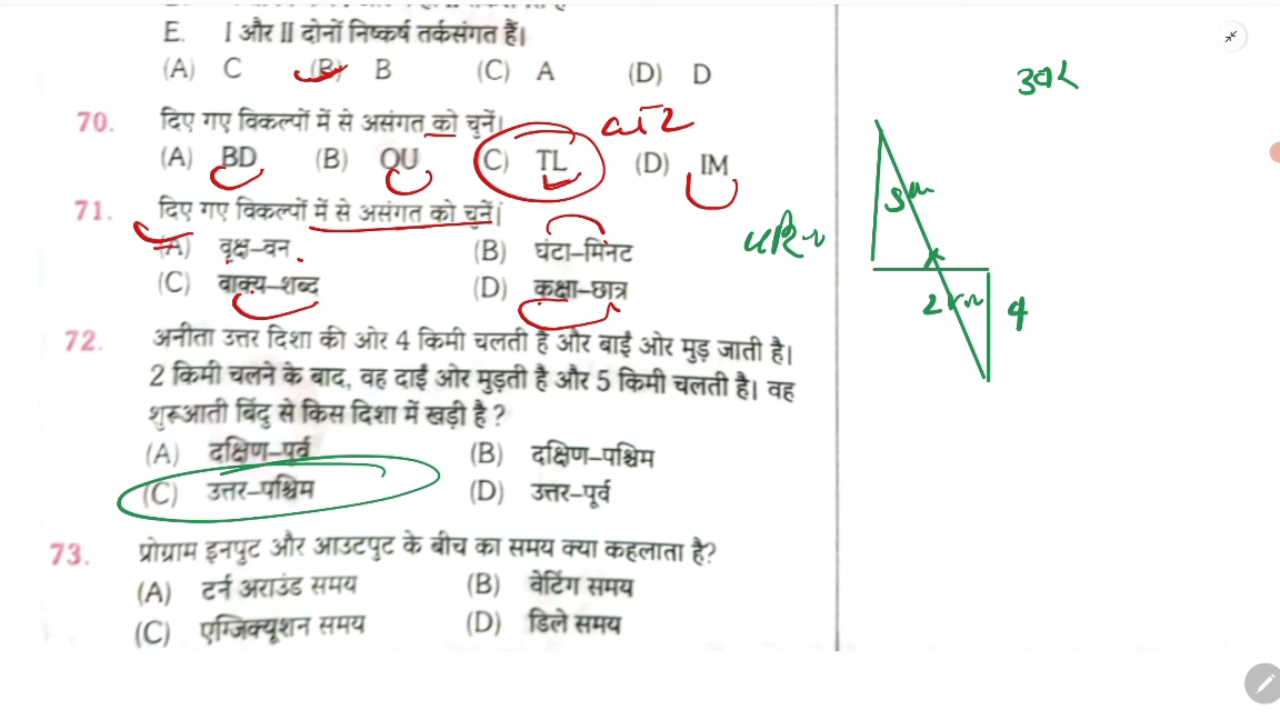 E. I और II दोनों निष्कर्ष तर्कसंगत हैं।
(A) C (B) B (C) A (D) D
70. दिए गए विकल्पों में से असंगत को चुनें।
(A) BD (B) QU (C) TL (D) IM
71. दिए गए विकल्पों में से असंगत को चुनें।
(A) वृक्ष–वन (B) घंटा–मिनट
(C) वाक्य–शब्द (D) कक्षा–छात्र
72. अनीता उत्तर दिशा की ओर 4 किमी चलती है और बाईं ओर मुड़ जाती है।
2 किमी चलने के बाद, वह दाईं ओर मुड़ती है और 5 किमी चलती है। वह
शुरूआती बिंदु से किस दिशा में खड़ी है ?
(A) दक्षिण–पूर्व (B) दक्षिण–पश्चिम
(C) उत्तर–पश्चिम (D) उत्तर–पूर्व
73. प्रोग्राम इनपुट और आउटपुट के बीच का समय क्या कहलाता है?
(A) टर्न अराउंड समय (B) वेटिंग समय
(C) एग्जिक्यूशन समय (D) डिले समय
4